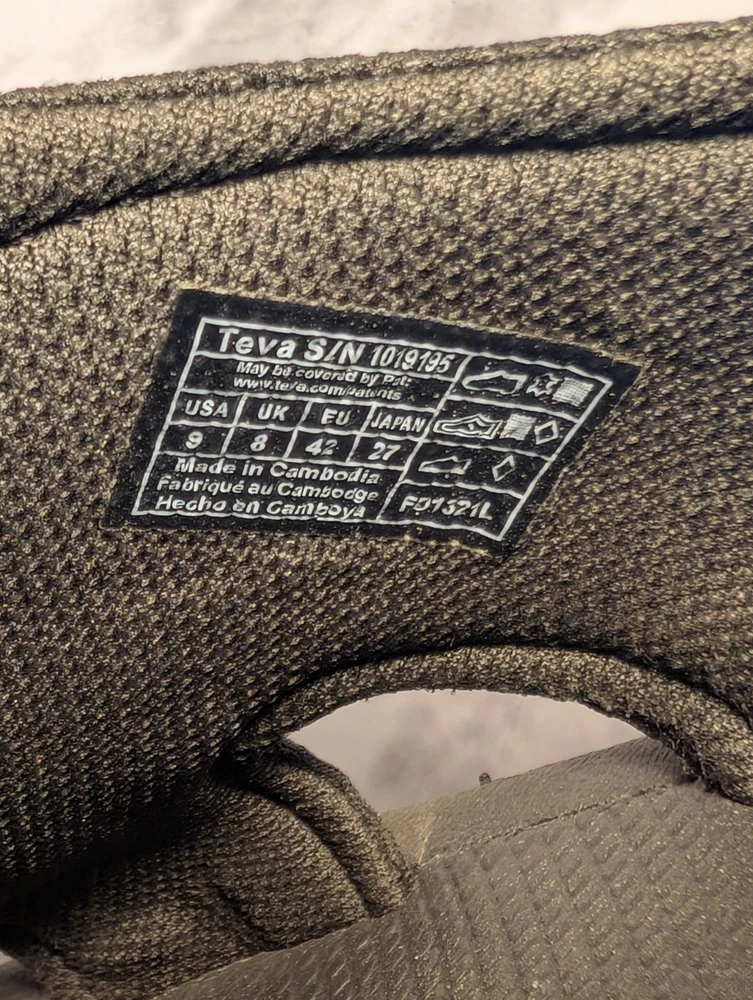 Teva S/N 1019195
May be covered by Pat:
www.teva.com/patents
USA UK EU JAPAN
9 8 42 27
Made in Cambodia
Fabriqué au Cambodge
Hecho en Camboya
FD1321L